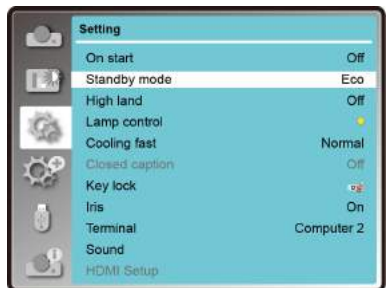 Setting
On start Off
Standby mode Eco
High land Off
Lamp control
Cooling fast Normal
Closed caption Off
Key lock
Iris On
Terminal Computer 2
Sound
HDMI Setup